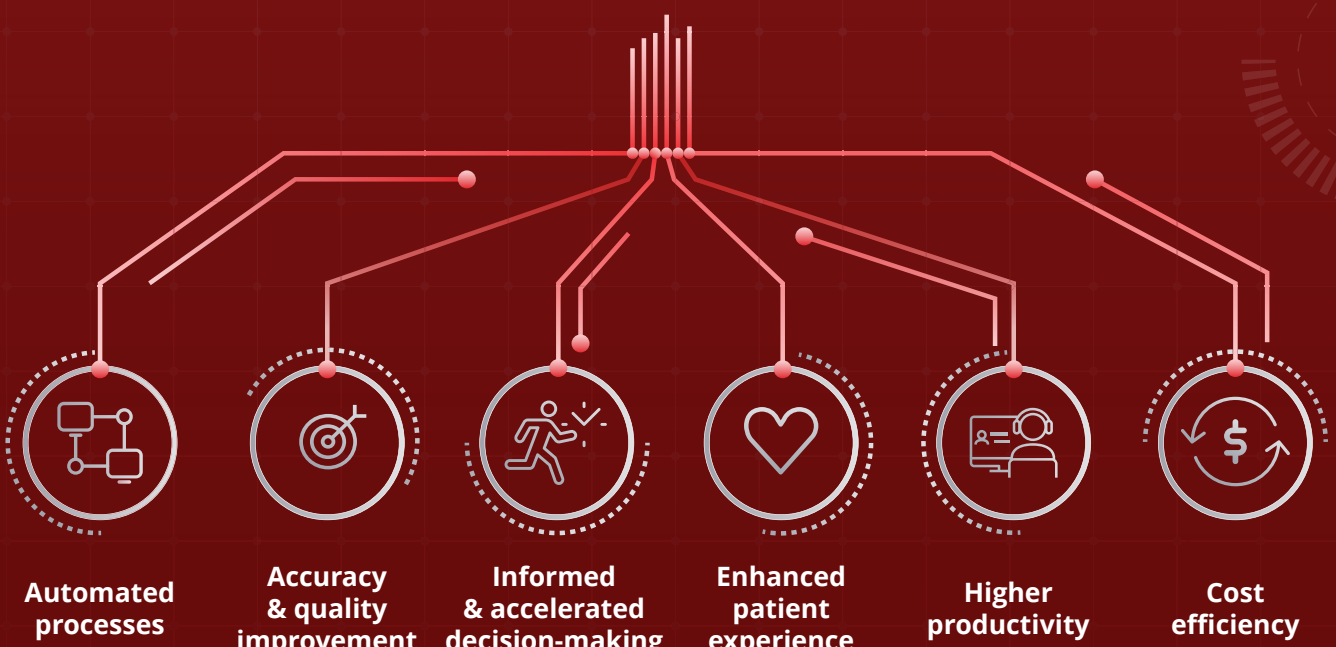 Automated
processes
Accuracy
& quality
improvement
Informed
& accelerated
decision-making
Enhanced
patient
experience
Higher
productivity
Cost
efficiency
$